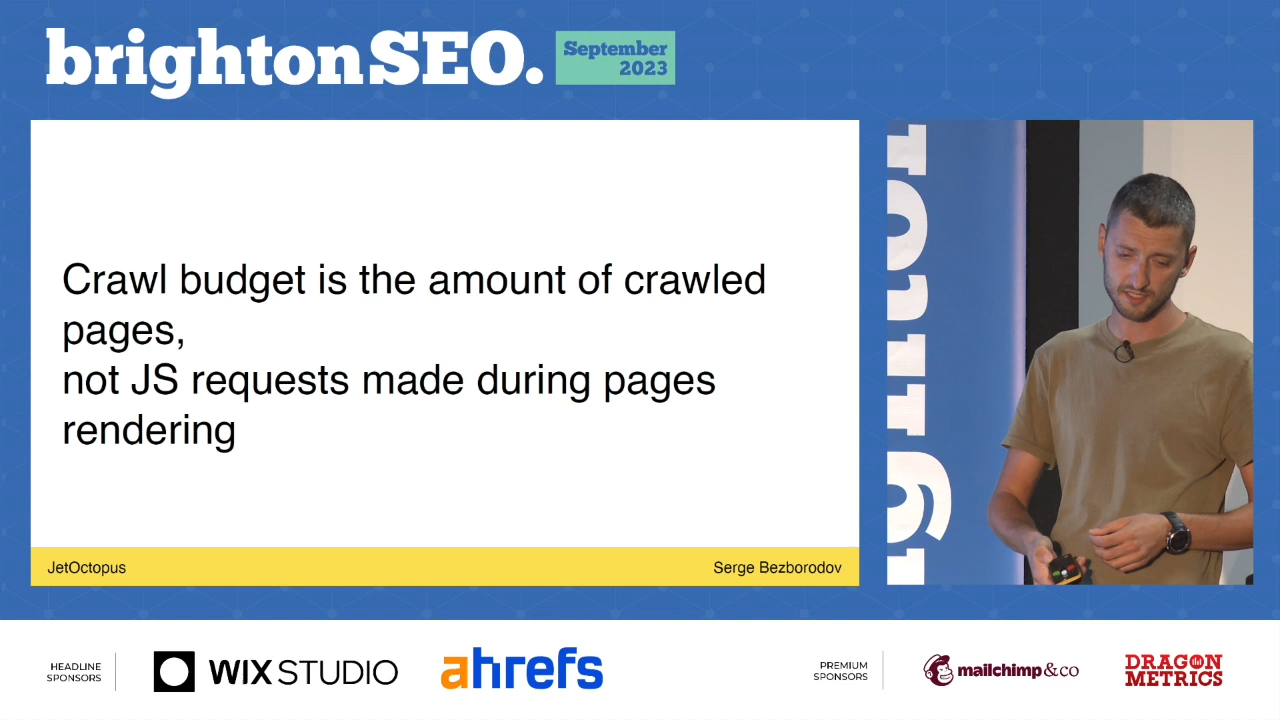 brightonSEO.
September
2023
Crawl budget is the amount of crawled
pages,
not JS requests made during pages
rendering
JetOctopus
Serge Bezborodov
HEADLINE
SPONSORS
WIX STUDIO
ahrefs
PREMIUM
SPONSORS
mailchimp&co
DRAGON
METRICS